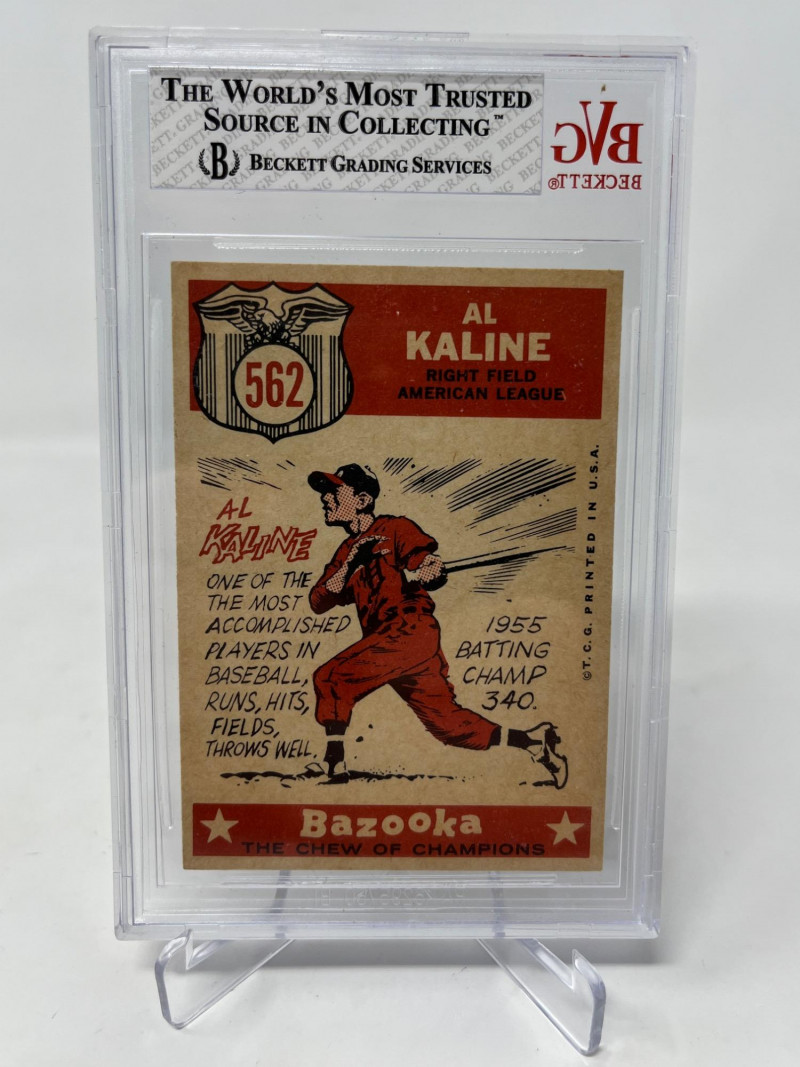 THE WORLD'S MOST TRUSTED
SOURCE IN COLLECTING™
B BECKETT GRADING SERVICES
BVG
BECKETT®
562
AL
KALINE
RIGHT FIELD
AMERICAN LEAGUE
AL
KALINE
ONE OF THE
THE MOST
ACCOMPLISHED
PLAYERS IN
BASEBALL,
RUNS, HITS,
FIELDS,
THROWS WELL.
1955
BATTING
CHAMP
340.
©T.C.G. PRINTED IN U.S.A.
Bazooka
THE CHEW OF CHAMPIONS